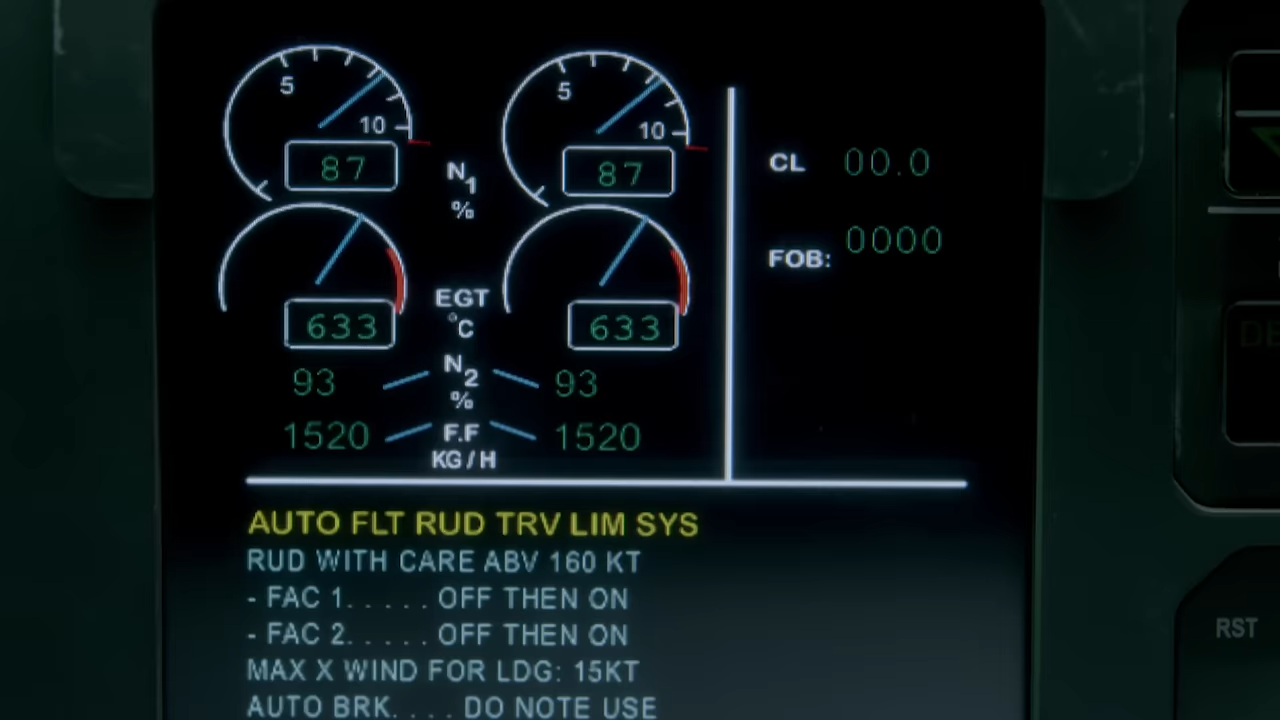 5 5
10 10
87 N1 87
%
CL 00.0
FOB: 0000
EGT
633 °C 633
93 N2 93
%
1520 F.F 1520
KG / H
AUTO FLT RUD TRV LIM SYS
RUD WITH CARE ABV 160 KT
- FAC 1. . . . . OFF THEN ON
- FAC 2. . . . . OFF THEN ON
MAX X WIND FOR LDG: 15KT
AUTO BRK. . . . DO NOTE USE
RST